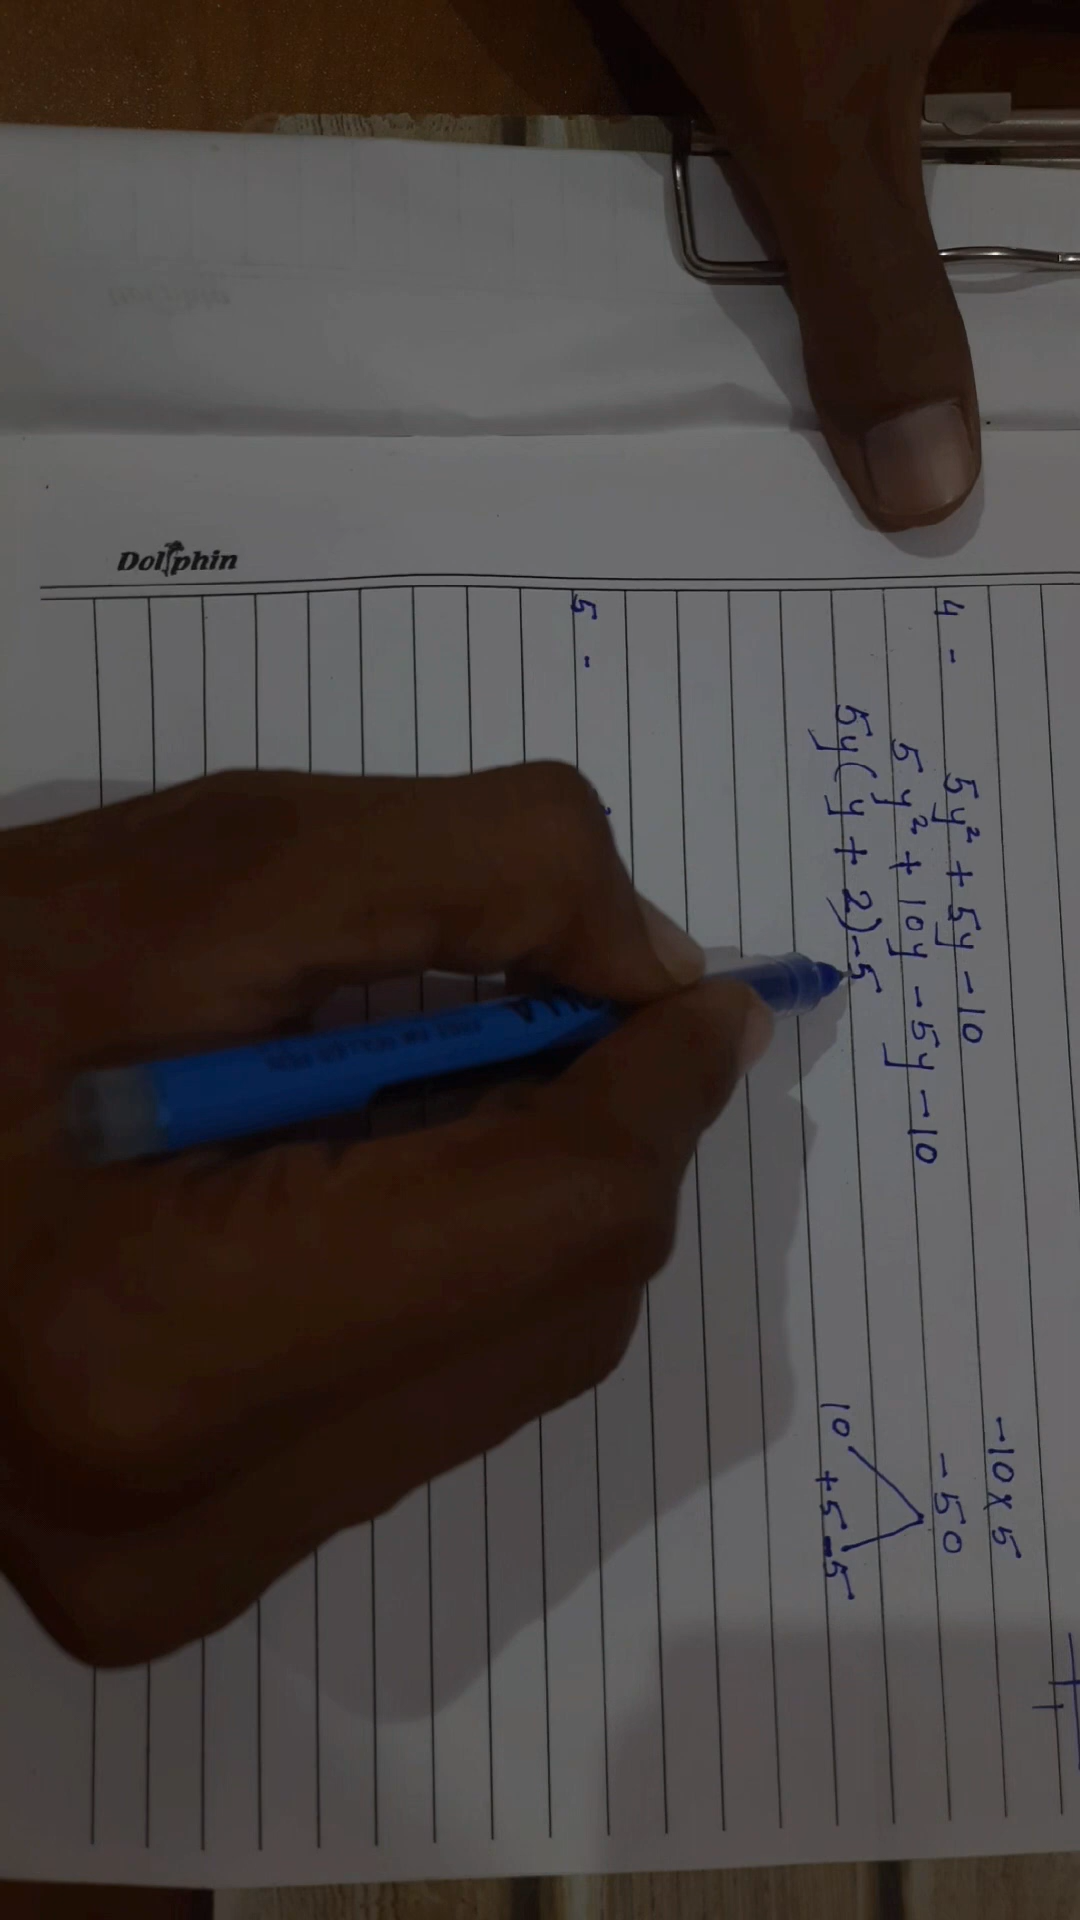 Dolphin
-10 x 5
4 - 5y² + 5y - 10
-50
5y² + 10y - 5y - 10
5y(y + 2) - 5
10 +5 -5
5 -